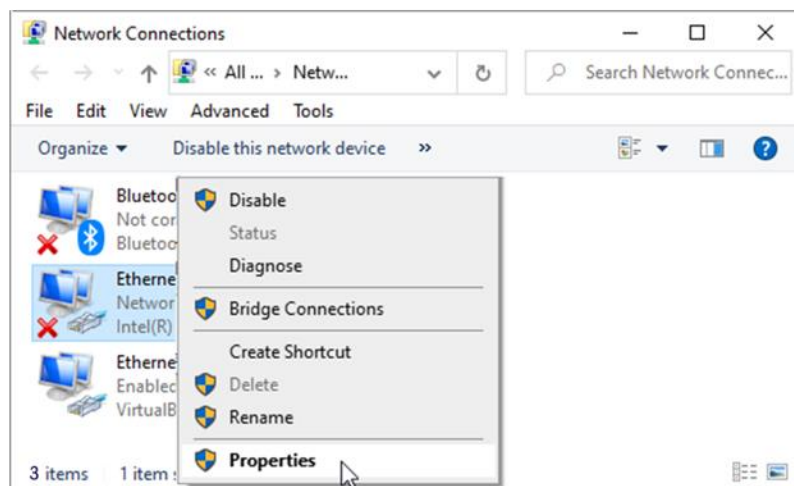 Network Connections
« All ... › Netw...
Search Network Connec...
File Edit View Advanced Tools
Organize Disable this network device »
Bluetoo
Not cor
Bluetoo
Etherne
Networ
Intel(R)
Etherne
Enabled
VirtualB
Disable
Status
Diagnose
Bridge Connections
Create Shortcut
Delete
Rename
Properties
3 items 1 item